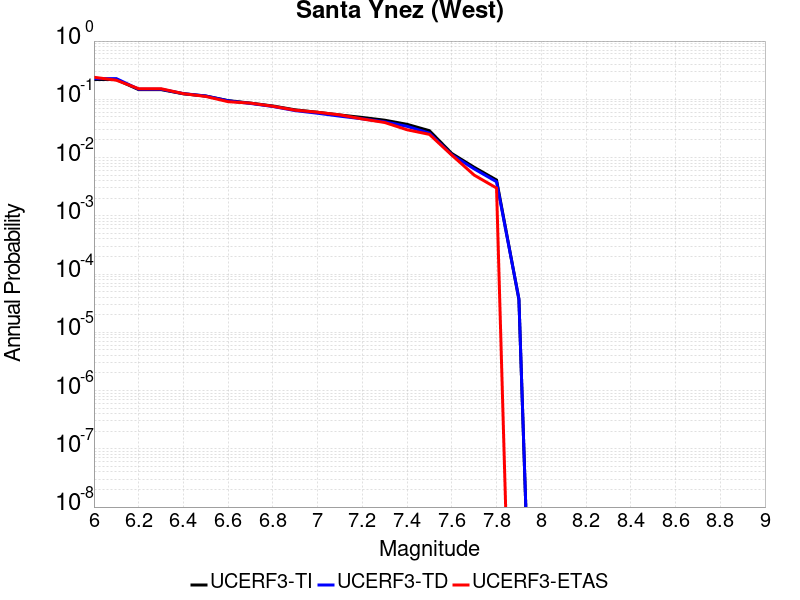 Santa Ynez (West)
Annual Probability
10^0
10^-1
10^-2
10^-3
10^-4
10^-5
10^-6
10^-7
10^-8
6 6.2 6.4 6.6 6.8 7 7.2 7.4 7.6 7.8 8 8.2 8.4 8.6 8.8 9
Magnitude
UCERF3-TI UCERF3-TD UCERF3-ETAS